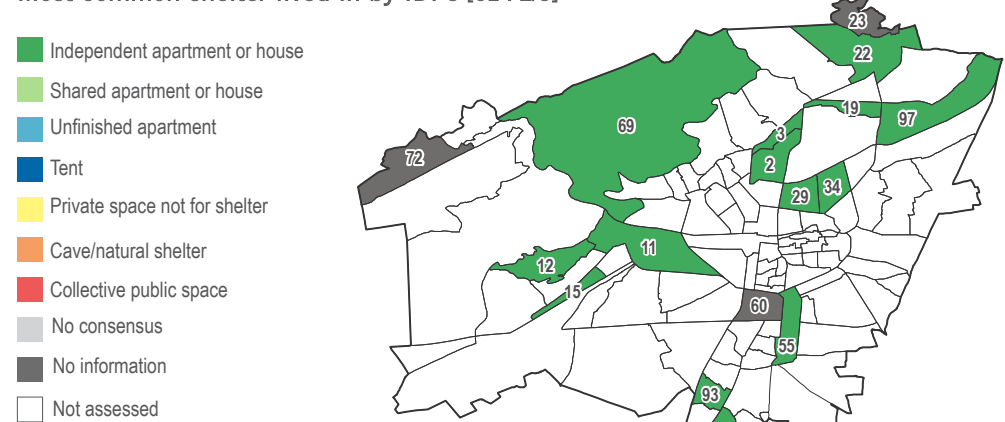 Independent apartment or house
Shared apartment or house
Unfinished apartment
Tent
Private space not for shelter
Cave/natural shelter
Collective public space
No consensus
No information
Not assessed
23
22
19
97
69
3
2
72
29
34
11
12
15
60
55
93